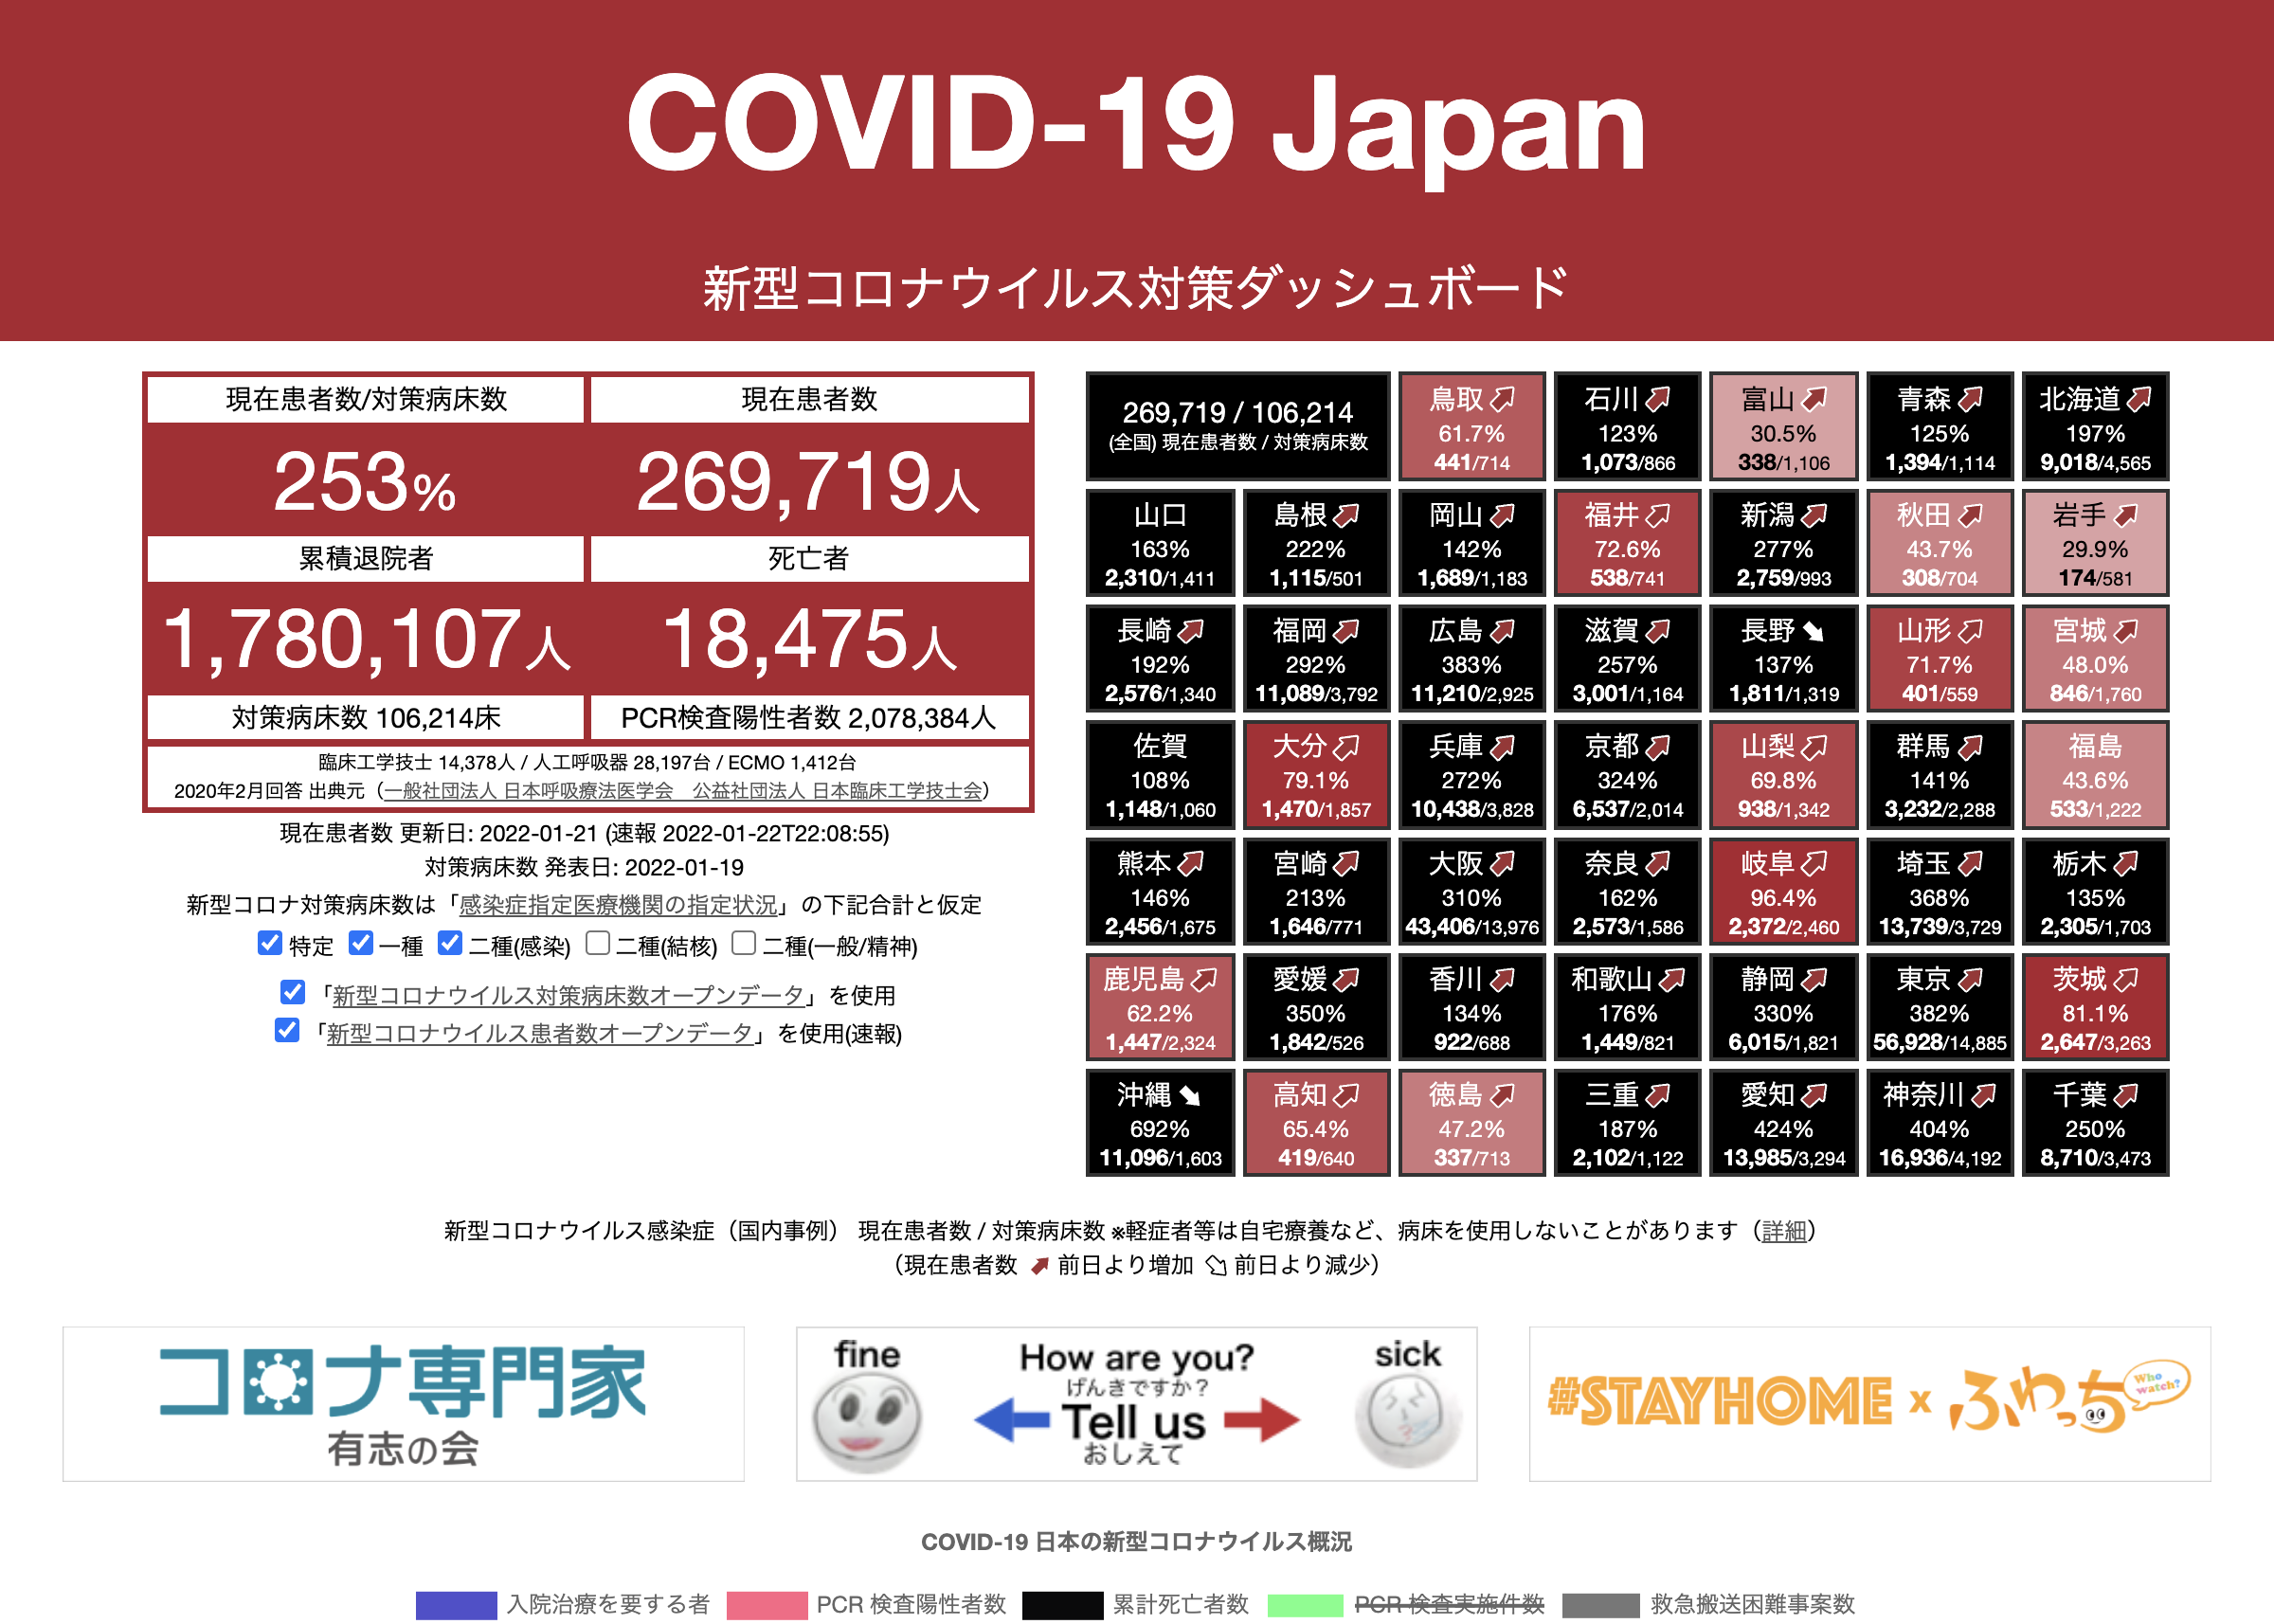 COVID-19 Japan
新型コロナウイルス対策ダッシュボード
現在患者数/対策病床数
現在患者数
253%
269,719人
累積退院者
死亡者
1,780,107人
18,475人
対策病床数 106,214床
PCR検査陽性者数 2,078,384人
臨床工学技士 14,378人 / 人工呼吸器 28,197台 / ECMO 1,412台
2020年2月回答 出典元（一般社団法人 日本呼吸療法医学会　公益社団法人 日本臨床工学技士会）
現在患者数 更新日: 2022-01-21 (速報 2022-01-22T22:08:55)
対策病床数 発表日: 2022-01-19
新型コロナ対策病床数は「感染症指定医療機関の指定状況」の下記合計と仮定
特定 一種 二種(感染) 二種(結核) 二種(一般/精神)
「新型コロナウイルス対策病床数オープンデータ」を使用
「新型コロナウイルス患者数オープンデータ」を使用(速報)
269,719 / 106,214
(全国) 現在患者数 / 対策病床数
鳥取
61.7%
441/714
石川
123%
1,073/866
富山
30.5%
338/1,106
青森
125%
1,394/1,114
北海道
197%
9,018/4,565
山口
163%
2,310/1,411
島根
222%
1,115/501
岡山
142%
1,689/1,183
福井
72.6%
538/741
新潟
277%
2,759/993
秋田
43.7%
308/704
岩手
29.9%
174/581
長崎
192%
2,576/1,340
福岡
292%
11,089/3,792
広島
383%
11,210/2,925
滋賀
257%
3,001/1,164
長野
137%
1,811/1,319
山形
71.7%
401/559
宮城
48.0%
846/1,760
佐賀
108%
1,148/1,060
大分
79.1%
1,470/1,857
兵庫
272%
10,438/3,828
京都
324%
6,537/2,014
山梨
69.8%
938/1,342
群馬
141%
3,232/2,288
福島
43.6%
533/1,222
熊本
146%
2,456/1,675
宮崎
213%
1,646/771
大阪
310%
43,406/13,976
奈良
162%
2,573/1,586
岐阜
96.4%
2,372/2,460
埼玉
368%
13,739/3,729
栃木
135%
2,305/1,703
鹿児島
62.2%
1,447/2,324
愛媛
350%
1,842/526
香川
134%
922/688
和歌山
176%
1,449/821
静岡
330%
6,015/1,821
東京
382%
56,928/14,885
茨城
81.1%
2,647/3,263
沖縄
692%
11,096/1,603
高知
65.4%
419/640
徳島
47.2%
337/713
三重
187%
2,102/1,122
愛知
424%
13,985/3,294
神奈川
404%
16,936/4,192
千葉
250%
8,710/3,473
新型コロナウイルス感染症（国内事例） 現在患者数 / 対策病床数 ※軽症者等は自宅療養など、病床を使用しないことがあります（詳細）
（現在患者数 前日より増加 前日より減少）
コロナ専門家
有志の会
fine
How are you?
げんきですか？
Tell us
おしえて
sick
#STAYHOME x ふわっち
Who watch?
COVID-19 日本の新型コロナウイルス概況
入院治療を要する者 PCR 検査陽性者数 累計死亡者数 PCR 検査実施件数 救急搬送困難事案数